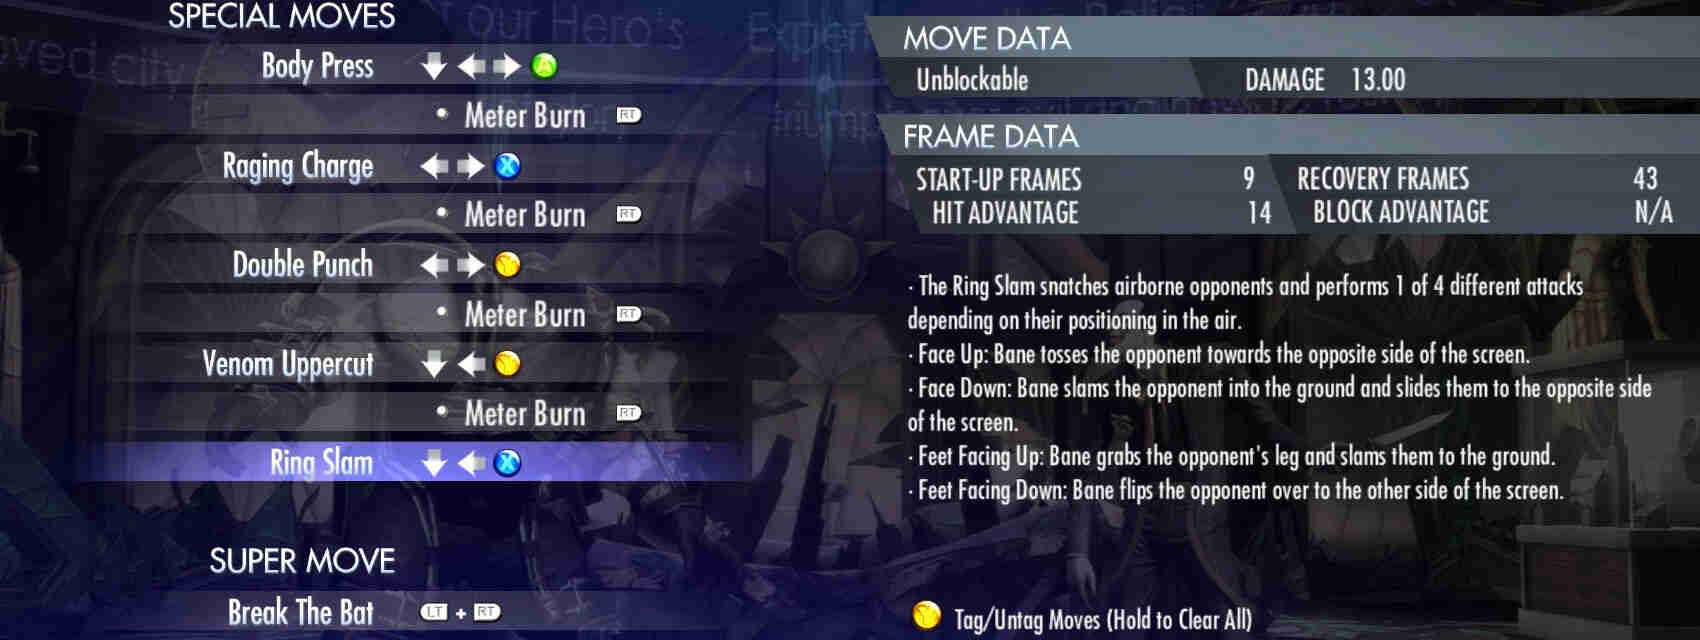 SPECIAL MOVES
Body Press A
• Meter Burn RT
Raging Charge X
• Meter Burn RT
Double Punch Y
• Meter Burn RT
Venom Uppercut Y
• Meter Burn RT
Ring Slam X
SUPER MOVE
Break The Bat LT + RT
MOVE DATA
Unblockable DAMAGE 13.00
FRAME DATA
START-UP FRAMES 9 RECOVERY FRAMES 43
HIT ADVANTAGE 14 BLOCK ADVANTAGE N/A
· The Ring Slam snatches airborne opponents and performs 1 of 4 different attacks
depending on their positioning in the air.
· Face Up: Bane tosses the opponent towards the opposite side of the screen.
· Face Down: Bane slams the opponent into the ground and slides them to the opposite side
of the screen.
· Feet Facing Up: Bane grabs the opponent's leg and slams them to the ground.
· Feet Facing Down: Bane flips the opponent over to the other side of the screen.
Y Tag/Untag Moves (Hold to Clear All)
our Hero's
city